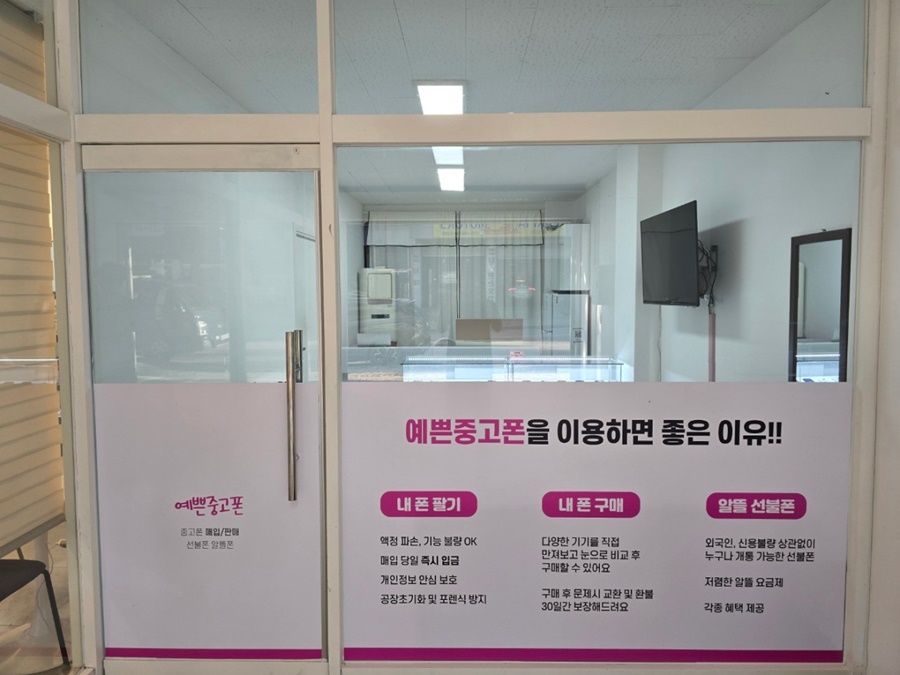 예쁜중고폰
중고폰 매입/판매
선불폰 알뜰폰
예쁜중고폰을 이용하면 좋은 이유!!
내 폰 팔기
액정 파손, 기능 불량 OK
매입 당일 즉시 입금
개인정보 안심 보호
공장초기화 및 포렌식 방지
내 폰 구매
다양한 기기를 직접
만져보고 눈으로 비교 후
구매할 수 있어요
구매 후 문제시 교환 및 환불
30일간 보장해드려요
알뜰 선불폰
외국인, 신용불량 상관없이
누구나 개통 가능한 선불폰
저렴한 알뜰 요금제
각종 혜택 제공